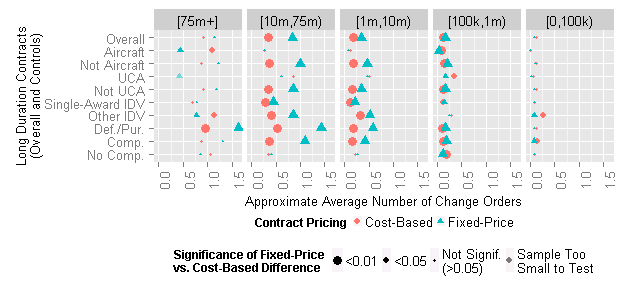 [75m+] [10m,75m) [1m,10m) [100k,1m) [0,100k)
Long Duration Contracts
(Overall and Controls)
Overall
Aircraft
Not Aircraft
UCA
Not UCA
Single-Award IDV
Other IDV
Def./Pur.
Comp.
No Comp.
0.0 0.5 1.0 1.5 0.0 0.5 1.0 1.5 0.0 0.5 1.0 1.5 0.0 0.5 1.0 1.5 0.0 0.5 1.0 1.5
Approximate Average Number of Change Orders
Contract Pricing Cost-Based Fixed-Price
Significance of Fixed-Price
vs. Cost-Based Difference
<0.01 <0.05
Not Signif.
(>0.05)
Sample Too
Small to Test